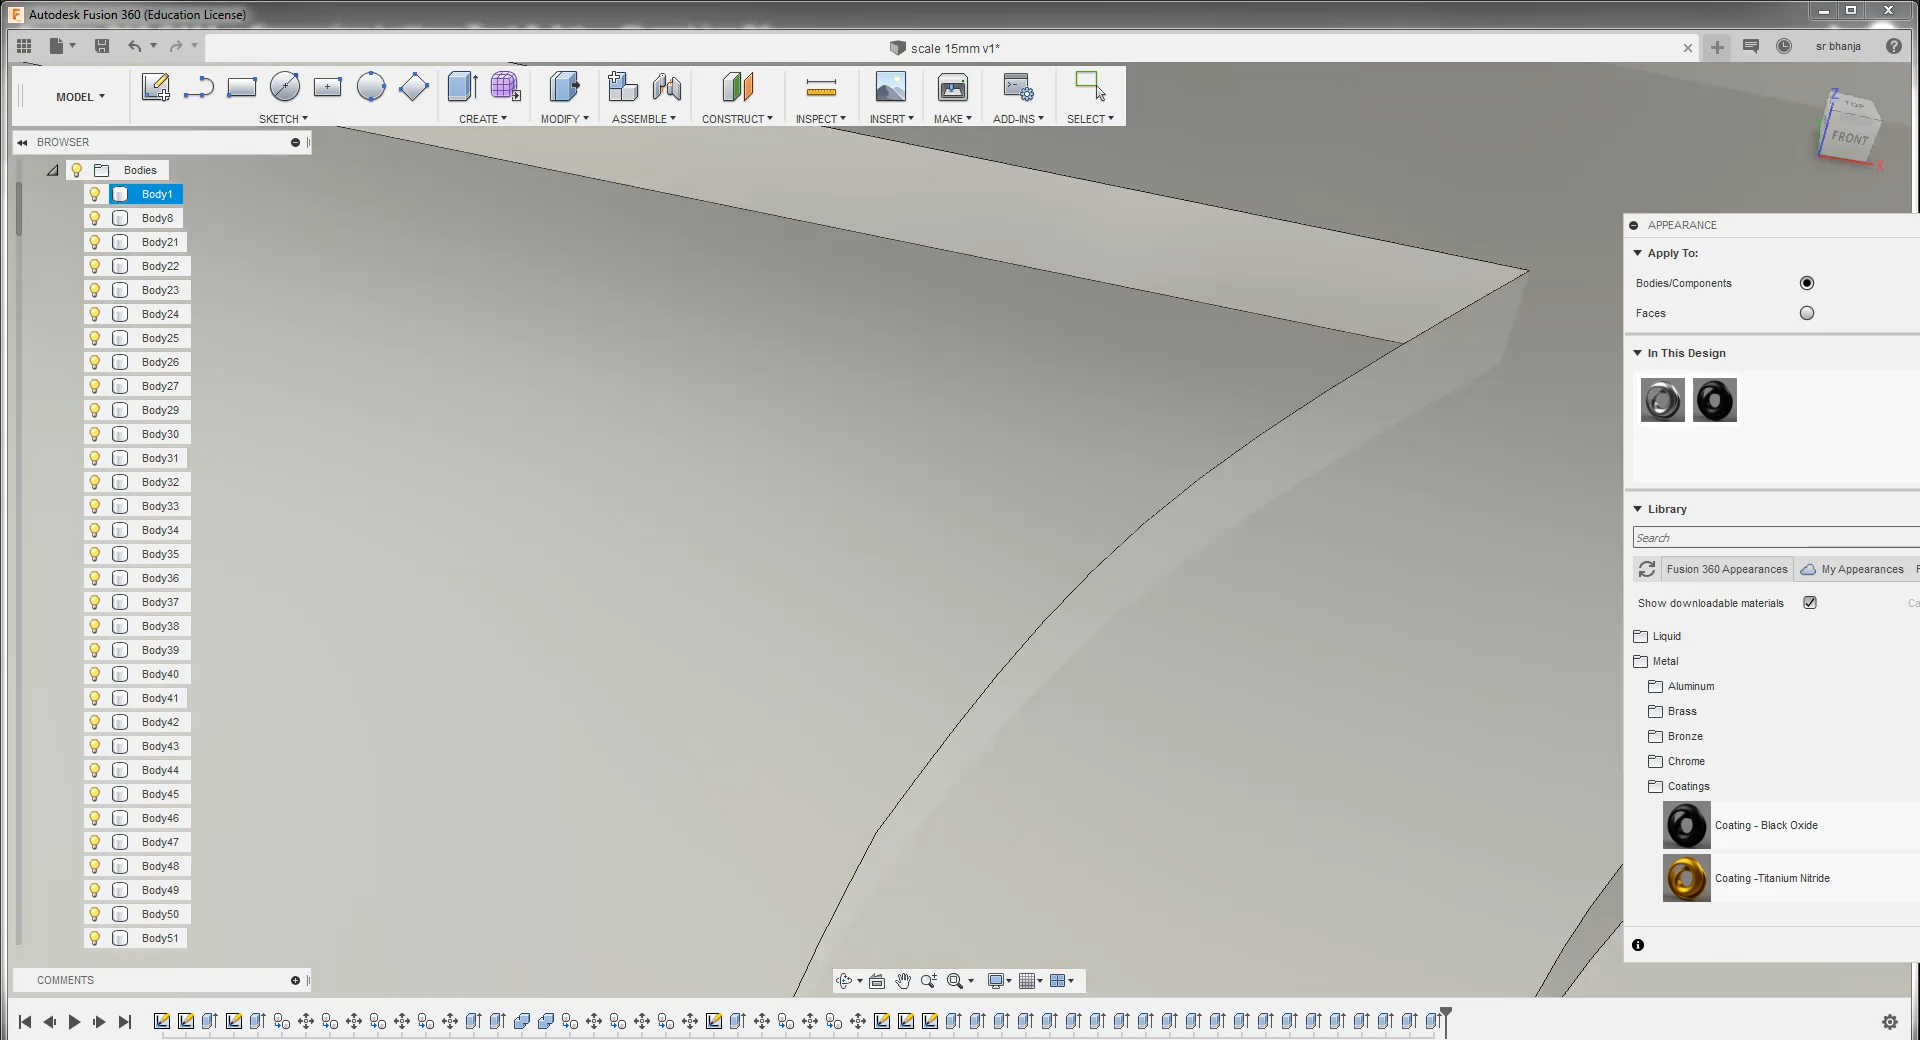 Autodesk Fusion 360 (Education License)
scale 15mm v1*
sr bhanja
MODEL
SKETCH
CREATE
MODIFY
ASSEMBLE
CONSTRUCT
INSPECT
INSERT
MAKE
ADD-INS
SELECT
TOP
FRONT
Z
X
BROWSER
Bodies
Body1
Body8
Body21
Body22
Body23
Body24
Body25
Body26
Body27
Body29
Body30
Body31
Body32
Body33
Body34
Body35
Body36
Body37
Body38
Body39
Body40
Body41
Body42
Body43
Body44
Body45
Body46
Body47
Body48
Body49
Body50
Body51
COMMENTS
APPEARANCE
Apply To:
Bodies/Components
Faces
In This Design
Library
Search
Fusion 360 Appearances
My Appearances
Show downloadable materials
Liquid
Metal
Aluminum
Brass
Bronze
Chrome
Coatings
Coating - Black Oxide
Coating -Titanium Nitride